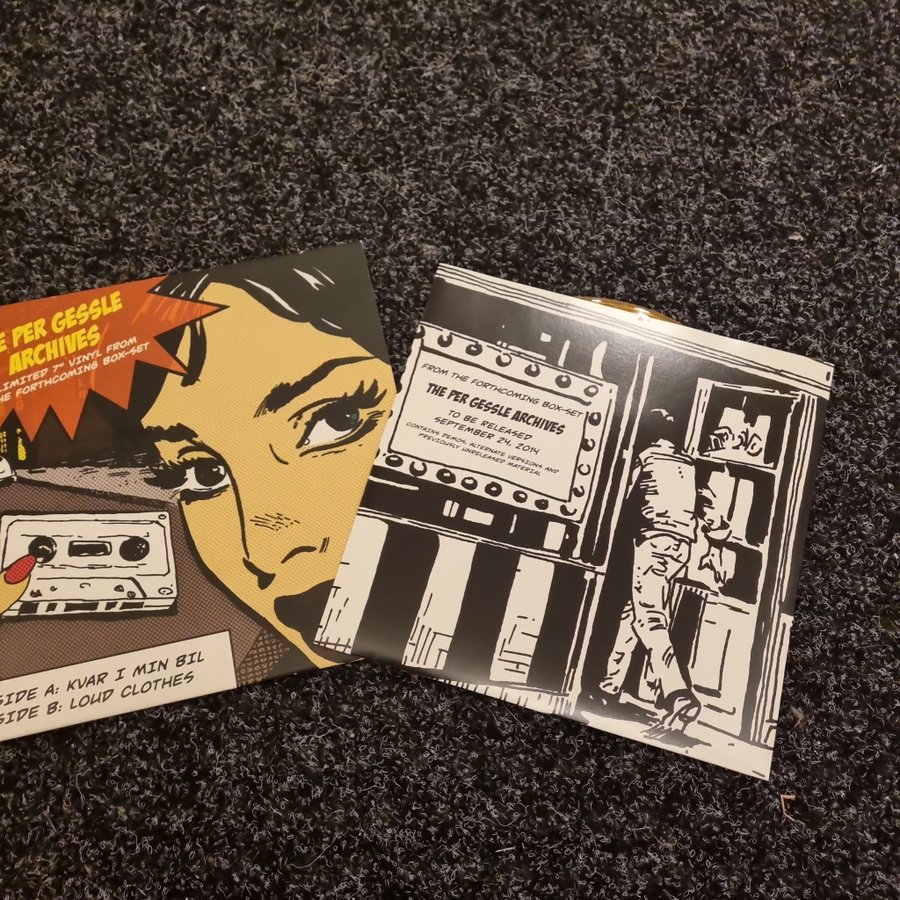 PER GESSLE
ARCHIVES
LIMITED 7" VINYL FROM
THE FORTHCOMING BOX-SET
SIDE A: KVAR I MIN BIL
SIDE B: LOUD CLOTHES
FROM THE FORTHCOMING BOX-SET
THE PER GESSLE ARCHIVES
TO BE RELEASED
SEPTEMBER 24, 2014
CONTAINS DEMOS, ALTERNATE VERSIONS AND
PREVIOUSLY UNRELEASED MATERIAL